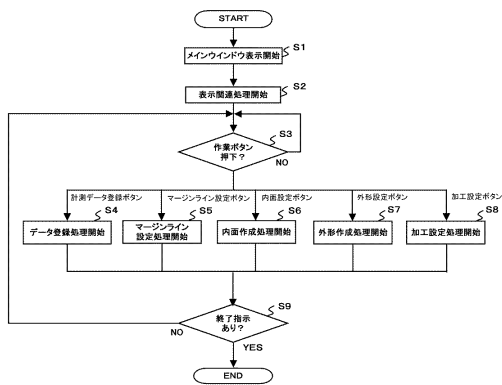 START
S1
メインウインドウ表示開始
S2
表示関連処理開始
S3
作業ボタン
押下？
NO
計測データ登録ボタン
マージンライン設定ボタン
内面設定ボタン
外形設定ボタン
加工設定ボタン
S4
S5
S6
S7
S8
データ登録処理開始
マージンライン
設定処理開始
内面作成処理開始
外形作成処理開始
加工設定処理開始
S9
終了指示
あり？
NO
YES
END